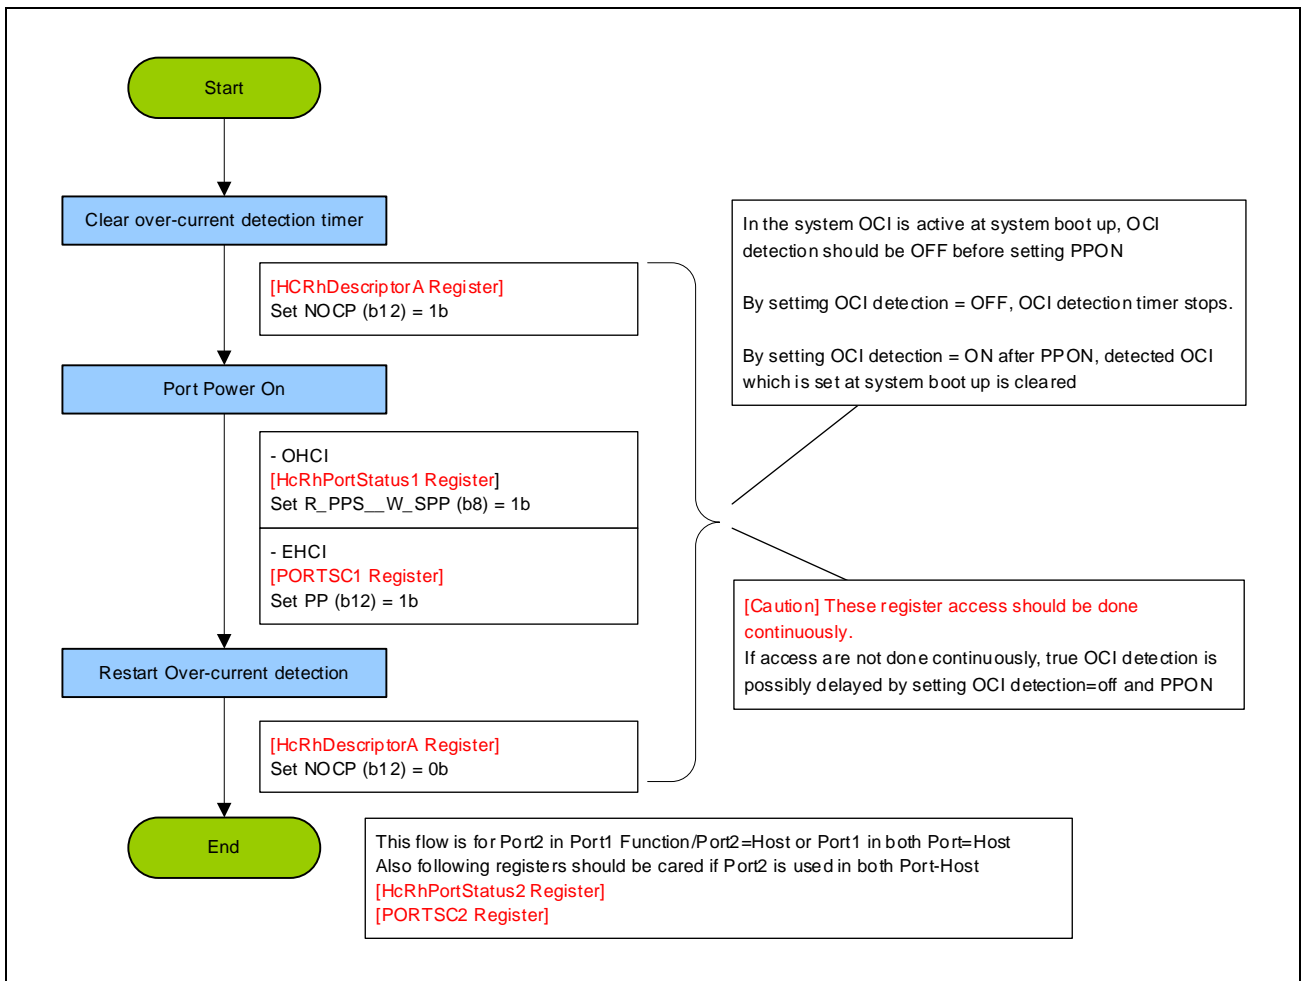 Start
Clear over-current detection timer
[HCRhDescriptorA Register]
Set NOCP (b12) = 1b
Port Power On
- OHCI
[HcRhPortStatus1 Register]
Set R_PPS__W_SPP (b8) = 1b
- EHCI
[PORTSC1 Register]
Set PP (b12) = 1b
Restart Over-current detection
[HcRhDescriptorA Register]
Set NOCP (b12) = 0b
End
In the system OCI is active at system boot up, OCI
detection should be OFF before setting PPON
By settimg OCI detection = OFF, OCI detection timer stops.
By setting OCI detection = ON after PPON, detected OCI
which is set at system boot up is cleared
[Caution] These register access should be done
continuously.
If access are not done continuously, true OCI detection is
possibly delayed by setting OCI detection=off and PPON
This flow is for Port2 in Port1 Function/Port2=Host or Port1 in both Port=Host
Also following registers should be cared if Port2 is used in both Port-Host
[HcRhPortStatus2 Register]
[PORTSC2 Register]